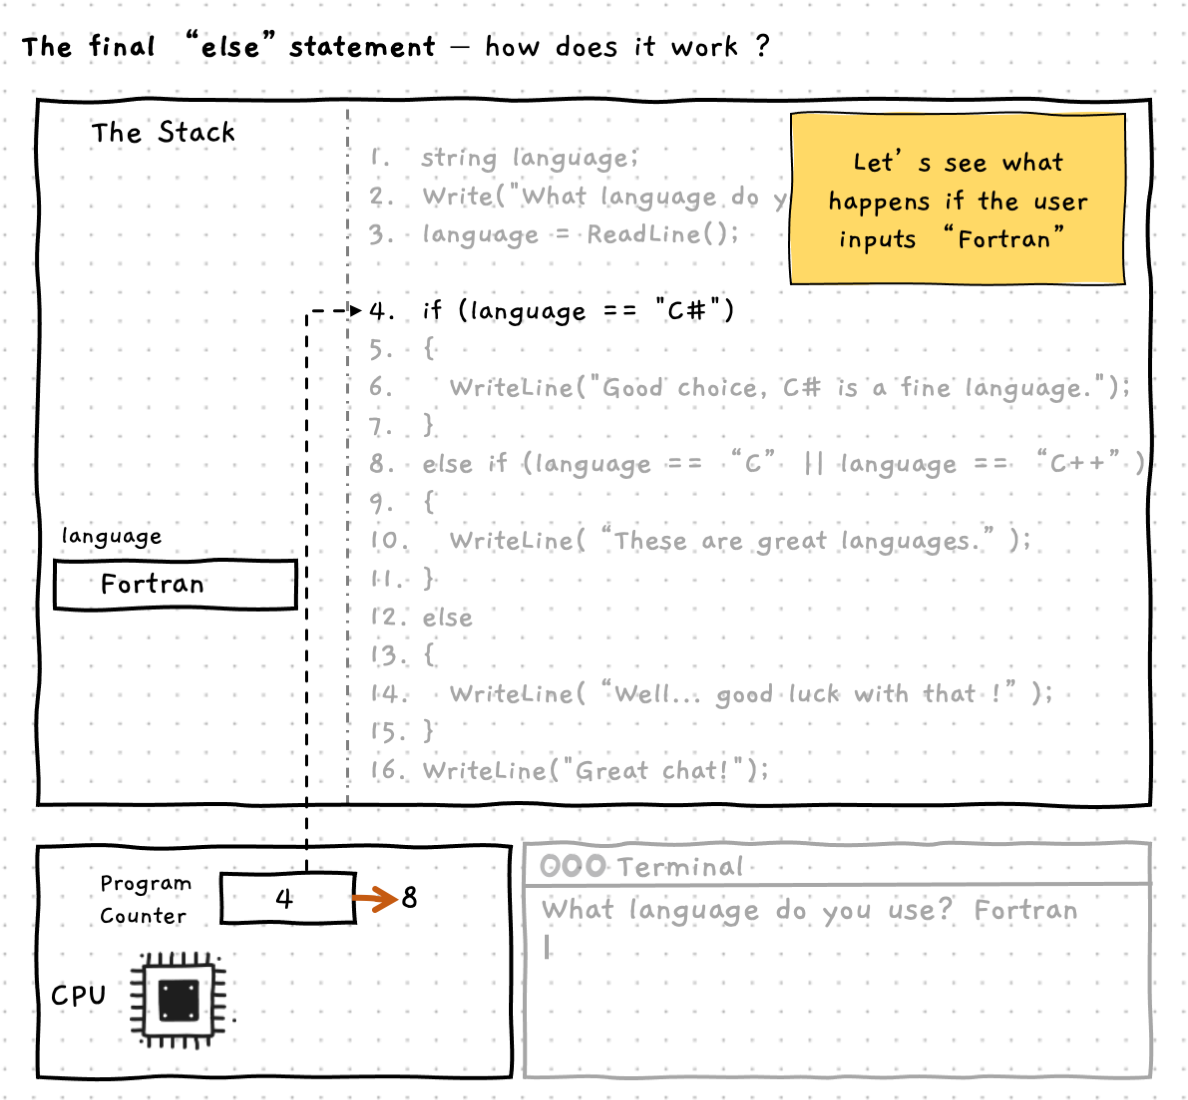 The final “else” statement – how does it work ?
The Stack
1. string language;
2. Write("What language do y
3. language = ReadLine();
Let’s see what
happens if the user
inputs “Fortran”
4. if (language == "C#")
5. {
6. WriteLine("Good choice, C# is a fine language.");
7. }
8. else if (language == “C” || language == “C++” )
9. {
10. WriteLine( “These are great languages.” );
11. }
12. else
13. {
14. WriteLine( “Well... good luck with that !” );
15. }
16. WriteLine("Great chat!");
language
Fortran
Program
Counter
4
8
CPU
Terminal
What language do you use? Fortran